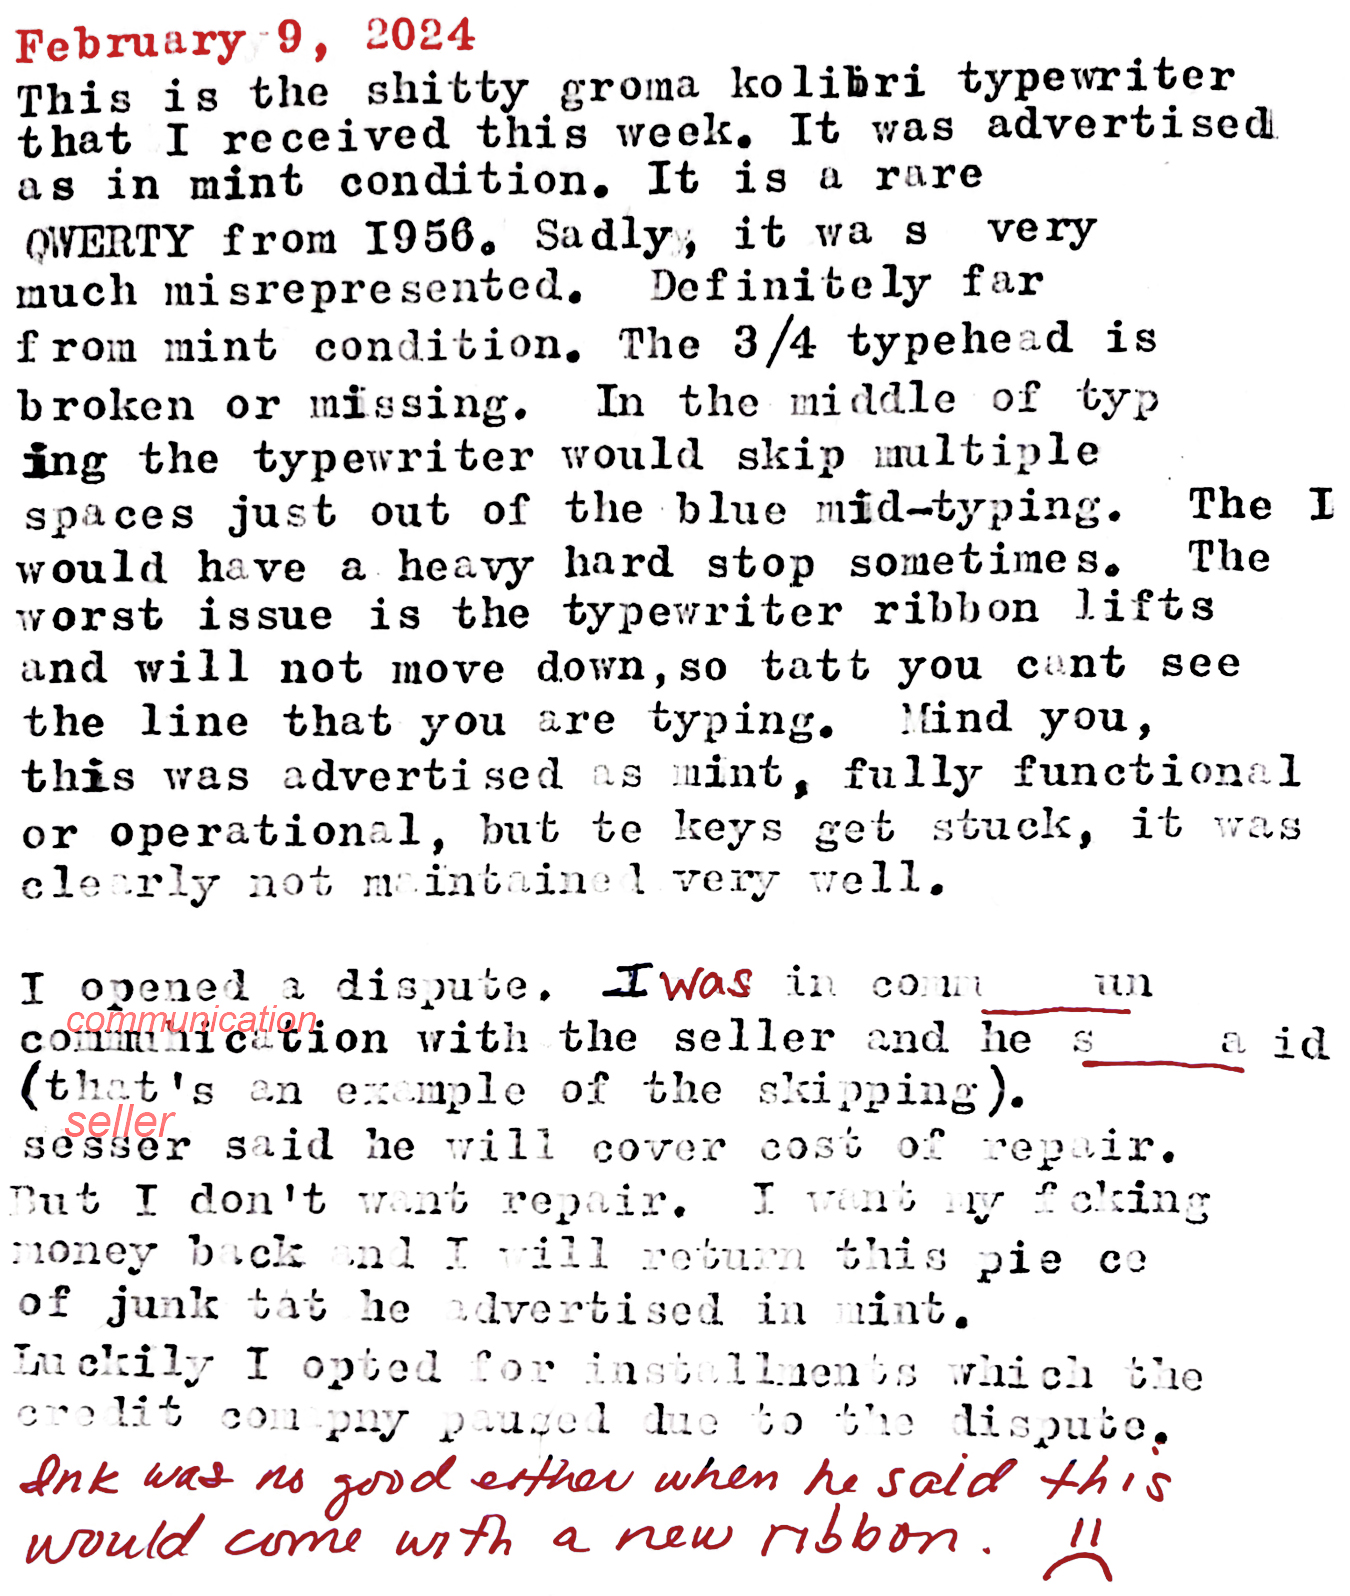 February 9, 2024
This is the shitty groma kolibri typewriter
that I received this week. It was advertised
as in mint condition. It is a rare
QWERTY from I956. Sadly, it wa s very
much misrepresented. Definitely far
from mint condition. The 3/4 typehead is
broken or missing. In the middle of typ
ing the typewriter would skip multiple
spaces just out of the blue mid-typing. The I
would have a heavy hard stop sometimes. The
worst issue is the typewriter ribbon lifts
and will not move down,so tatt you cant see
the line that you are typing. Mind you,
this was advertised as mint, fully functional
or operational, but te keys get stuck, it was
clearly not maintained very well.
I opened a dispute. I was in comm un
communication
communication with the seller and he s a id
(that's an example of the skipping).
seller
sesser said he will cover cost of repair.
But I don't want repair. I want my f cking
money back and I will return this pie ce
of junk tat he advertised in mint.
Luckily I opted for installments which the
credit compny paused due to the dispute.
Ink was no good either when he said this
would come with a new ribbon.